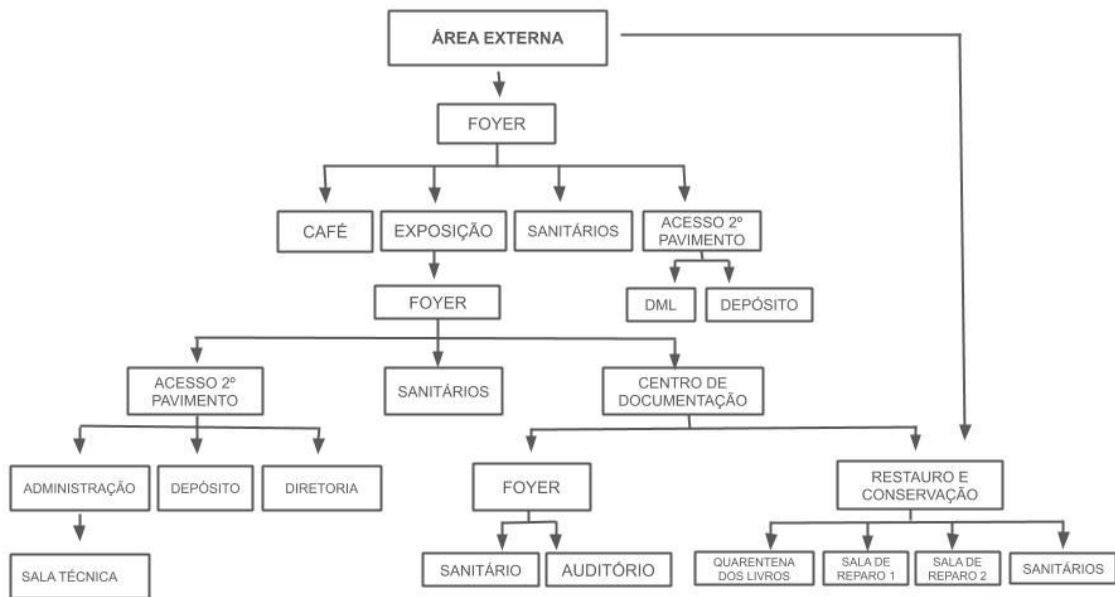 ÁREA EXTERNA
FOYER
CAFÉ
EXPOSIÇÃO
SANITÁRIOS
ACESSO 2º
PAVIMENTO
FOYER
DML
DEPÓSITO
ACESSO 2º
PAVIMENTO
SANITÁRIOS
CENTRO DE
DOCUMENTAÇÃO
ADMINISTRAÇÃO
DEPÓSITO
DIRETORIA
FOYER
RESTAURO E
CONSERVAÇÃO
SALA TÉCNICA
SANITÁRIO
AUDITÓRIO
QUARENTENA
DOS LIVROS
SALA DE
REPARO 1
SALA DE
REPARO 2
SANITÁRIOS